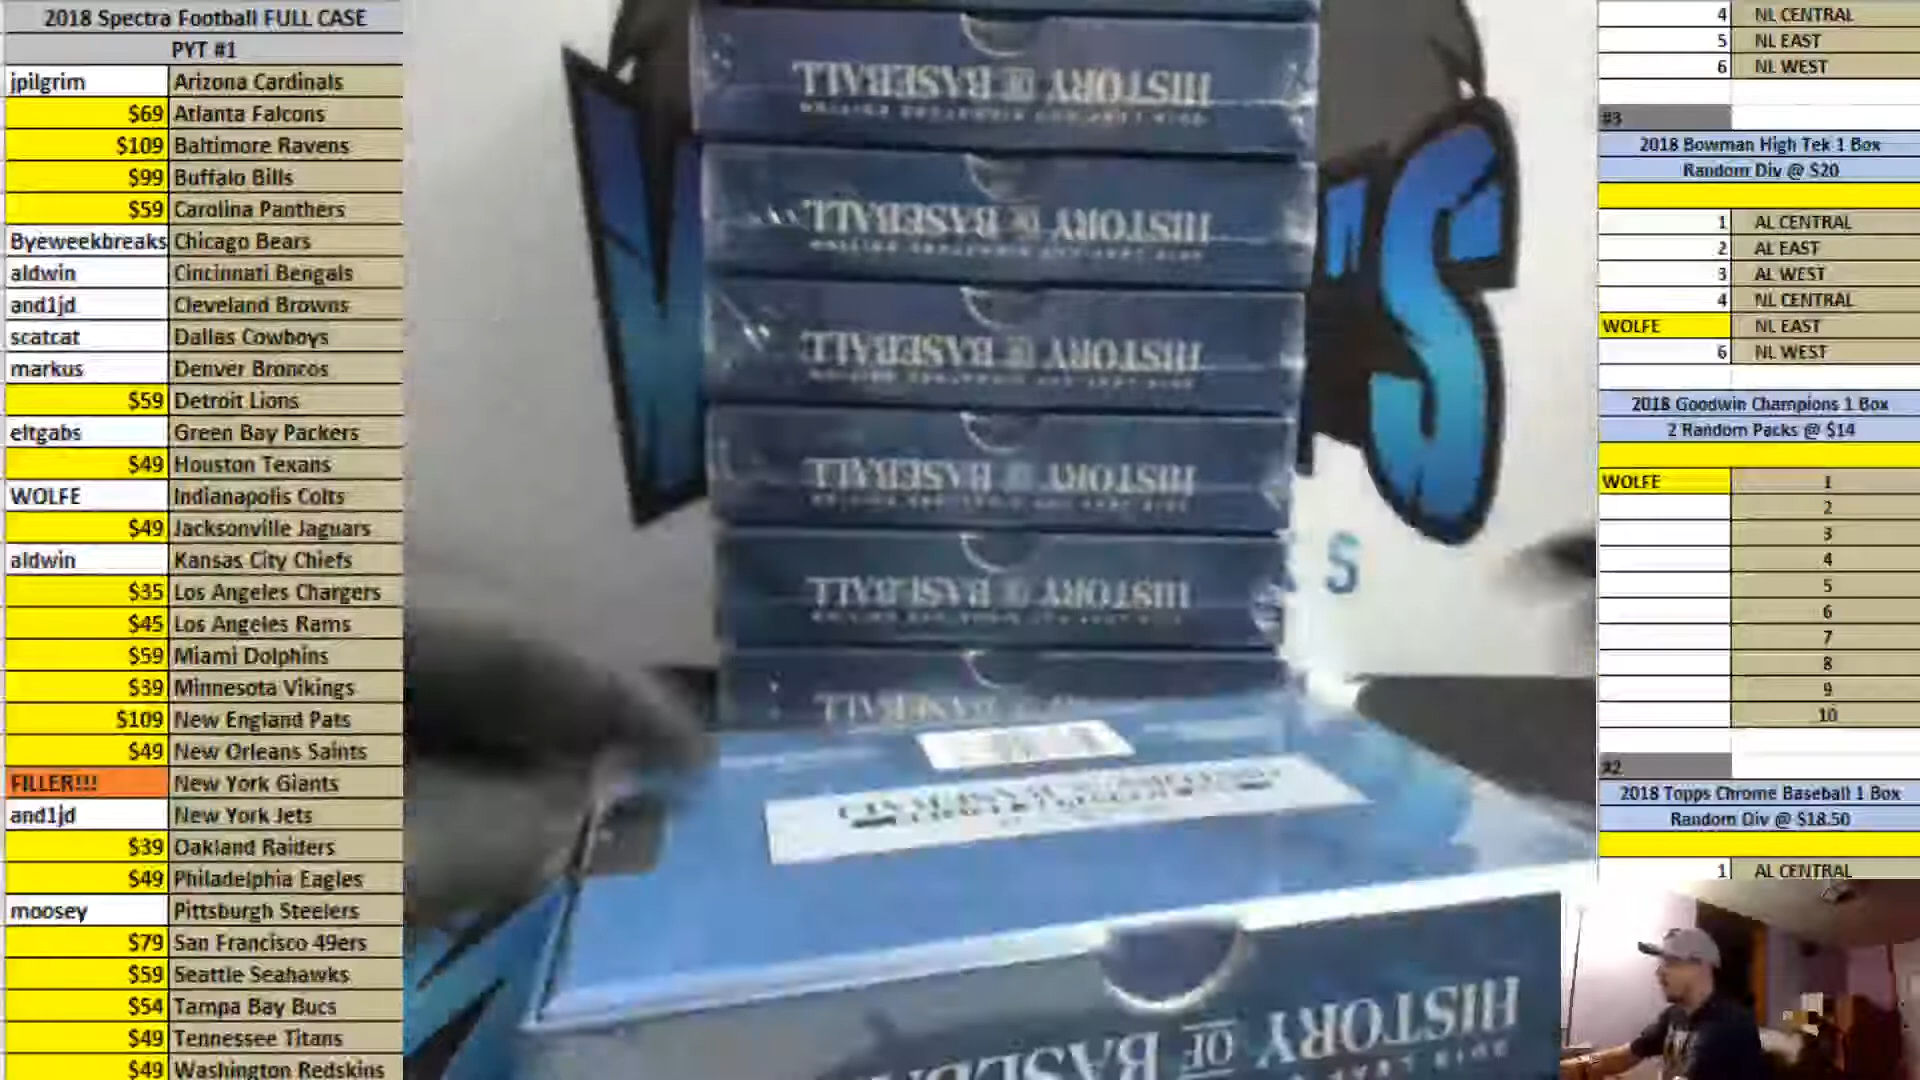 2018 Spectra Football FULL CASE
PYT #1
jpilgrim Arizona Cardinals
$69 Atlanta Falcons
$109 Baltimore Ravens
$99 Buffalo Bills
$59 Carolina Panthers
Byeweekbreaks Chicago Bears
aldwin Cincinnati Bengals
and1jd Cleveland Browns
scatcat Dallas Cowboys
markus Denver Broncos
$59 Detroit Lions
eltgabs Green Bay Packers
$49 Houston Texans
WOLFE Indianapolis Colts
$49 Jacksonville Jaguars
aldwin Kansas City Chiefs
$35 Los Angeles Chargers
$45 Los Angeles Rams
$59 Miami Dolphins
$39 Minnesota Vikings
$109 New England Pats
$49 New Orleans Saints
FILLER!!! New York Giants
and1jd New York Jets
$39 Oakland Raiders
$49 Philadelphia Eagles
moosey Pittsburgh Steelers
$79 San Francisco 49ers
$59 Seattle Seahawks
$54 Tampa Bay Bucs
$49 Tennessee Titans
$49 Washington Redskins
HISTORY OF BASEBALL
HISTORY OF BASEBALL
HISTORY OF BASEBALL
HISTORY OF BASEBALL
HISTORY OF BASEBALL
HISTORY OF BASEBALL
4 NL CENTRAL
5 NL EAST
6 NL WEST
#3
2018 Bowman High Tek 1 Box
Random Div @ $20
1 AL CENTRAL
2 AL EAST
3 AL WEST
4 NL CENTRAL
WOLFE NL EAST
6 NL WEST
2018 Goodwin Champions 1 Box
2 Random Packs @ $14
WOLFE 1
2
3
4
5
6
7
8
9
10
#2
2018 Topps Chrome Baseball 1 Box
Random Div @ $18.50
1 AL CENTRAL